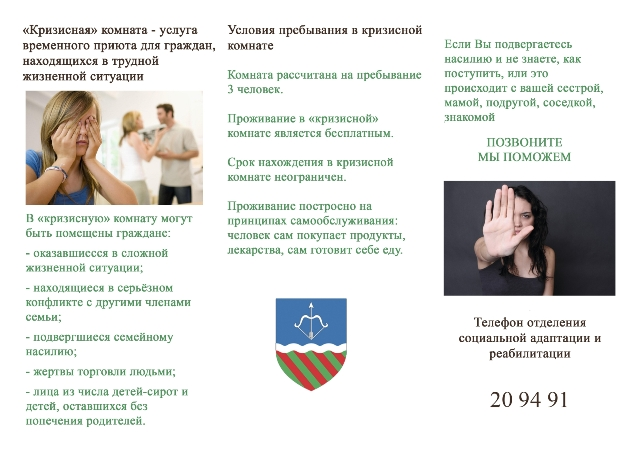 «Кризисная» комната - услуга
временного приюта для граждан,
находящихся в трудной
жизненной ситуации
В «кризисную» комнату могут
быть помещены граждане:
- оказавшиссся в сложной
жизненной ситуации;
- находящиеся в серьёзном
конфликте с другими членами
семьи;
- подвергшиеся семейному
насилию;
- жертвы торговли людьми;
- лица из числа детей-сирот и
детей, оставшихся без
попечения родителей.
Условия пребывания в кризисной
комнате
Комната рассчитана на пребывание
3 человек.
Проживание в «кризисной»
комнате является бесплатным.
Срок нахождения в кризисной
комнате неограничен.
Проживание построено на
принципах самообслуживания:
человек сам покупает продукты,
лекарства, сам готовит себе еду.
Если Вы подвергаетесь
насилию и не знаете, как
поступить, или это
происходит с вашей сестрой,
мамой, подругой, соседкой,
знакомой
ПОЗВОНИТЕ
МЫ ПОМОЖЕМ
Телефон отделения
социальной адаптации и
реабилитации
20 94 91